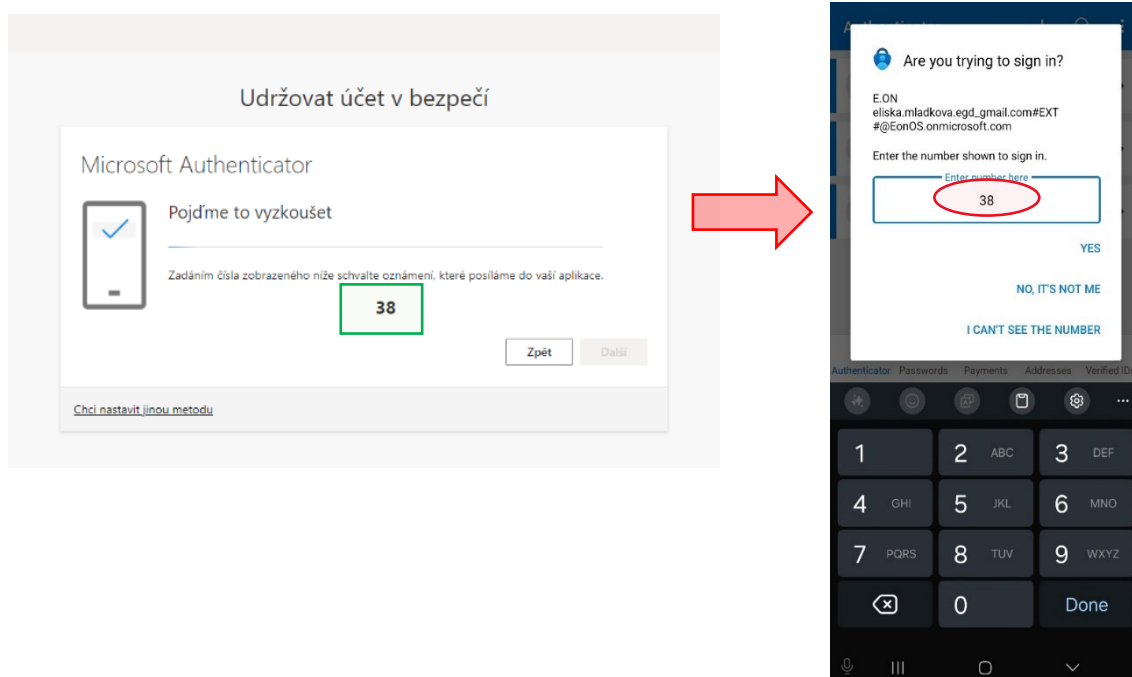 Udržovat účet v bezpečí
Microsoft Authenticator
Pojďme to vyzkoušet
Zadáním čísla zobrazeného níže schvalte oznámení, které posíláme do vaší aplikace.
38
Zpět
Další
Chci nastavit jinou metodu
Are you trying to sign in?
E.ON
eliska.mladkova.egd_gmail.com#EXT
#@EonOS.onmicrosoft.com
Enter the number shown to sign in.
Enter number here
38
YES
NO, IT'S NOT ME
I CAN'T SEE THE NUMBER
Authenticator Passwords Payments Addresses Verified IDs
1
2 ABC
3 DEF
4 GHI
5 JKL
6 MNO
7 PQRS
8 TUV
9 WXYZ
0
Done